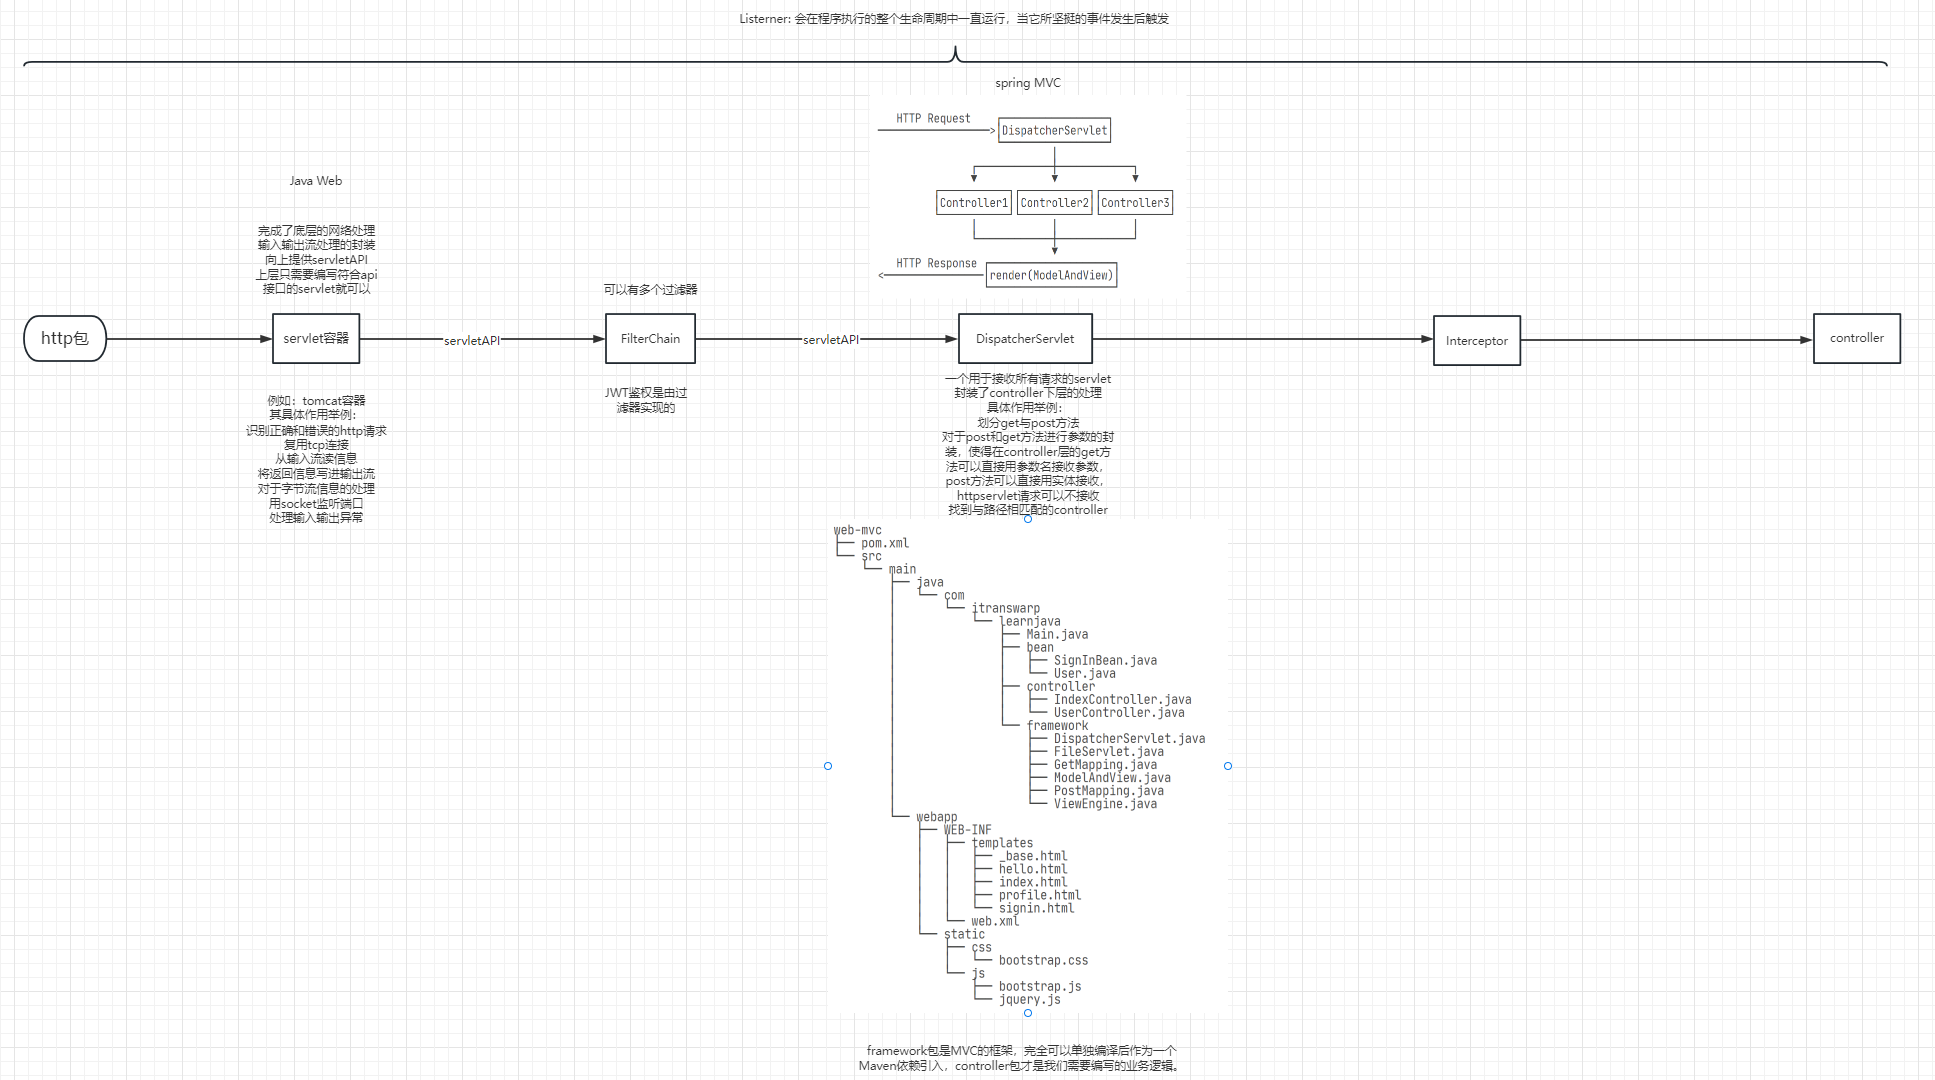 Listerner: 会在程序执行的整个生命周期中一直运行，当它所坚挺的事件发生后触发
spring MVC
HTTP Request
DispatcherServlet
Controller1 Controller2 Controller3
HTTP Response
render(ModelAndView)
Java Web
完成了底层的网络处理
输入输出流处理的封装
向上提供servletAPI
上层只需要编写符合api
接口的servlet就可以
可以有多个过滤器
http包
servlet容器
servletAPI
FilterChain
servletAPI
DispatcherServlet
Interceptor
controller
例如：tomcat容器
其具体作用举例：
识别正确和错误的http请求
复用tcp连接
从输入流读信息
将返回信息写进输出流
对于字节流信息的处理
用socket监听端口
处理输入输出异常
JWT鉴权是由过
滤器实现的
一个用于接收所有请求的servlet
封装了controller下层的处理
具体作用举例：
划分get与post方法
对于post和get方法进行参数的封
装，使得在controller层的get方
法可以直接用参数名接收参数，
post方法可以直接用实体接收，
httpservlet请求可以不接收
找到与路径相匹配的controller
web-mvc
├── pom.xml
└── src
└── main
├── java
└── com
└── itranswarp
└── learnjava
├── Main.java
├── bean
├── SignInBean.java
└── User.java
├── controller
├── IndexController.java
└── UserController.java
└── framework
├── DispatcherServlet.java
├── FileServlet.java
├── GetMapping.java
├── ModelAndView.java
├── PostMapping.java
└── ViewEngine.java
└── webapp
├── WEB-INF
├── templates
├── _base.html
├── hello.html
├── index.html
├── profile.html
└── signin.html
└── web.xml
└── static
├── css
└── bootstrap.css
└── js
├── bootstrap.js
└── jquery.js
framework包是MVC的框架，完全可以单独编译后作为一个
Maven依赖引入，controller包才是我们需要编写的业务逻辑。